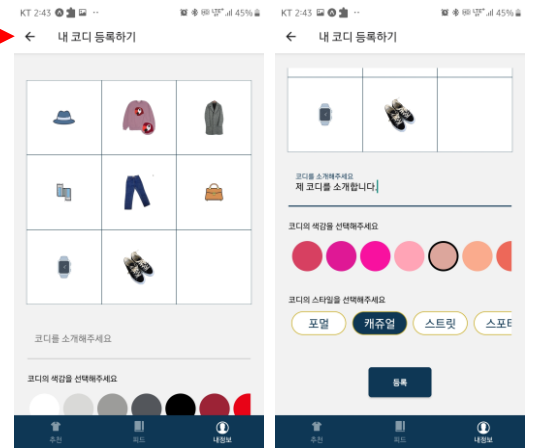 KT 2:43
45%
내 코디 등록하기
코디를 소개해주세요
코디의 색감을 선택해주세요
추천
피드
내정보
KT 2:43
45%
내 코디 등록하기
코디를 소개해주세요
제 코디를 소개합니다.
코디의 색감을 선택해주세요
코디의 스타일을 선택해주세요
포멀
캐쥬얼
스트릿
등록
추천
피드
내정보